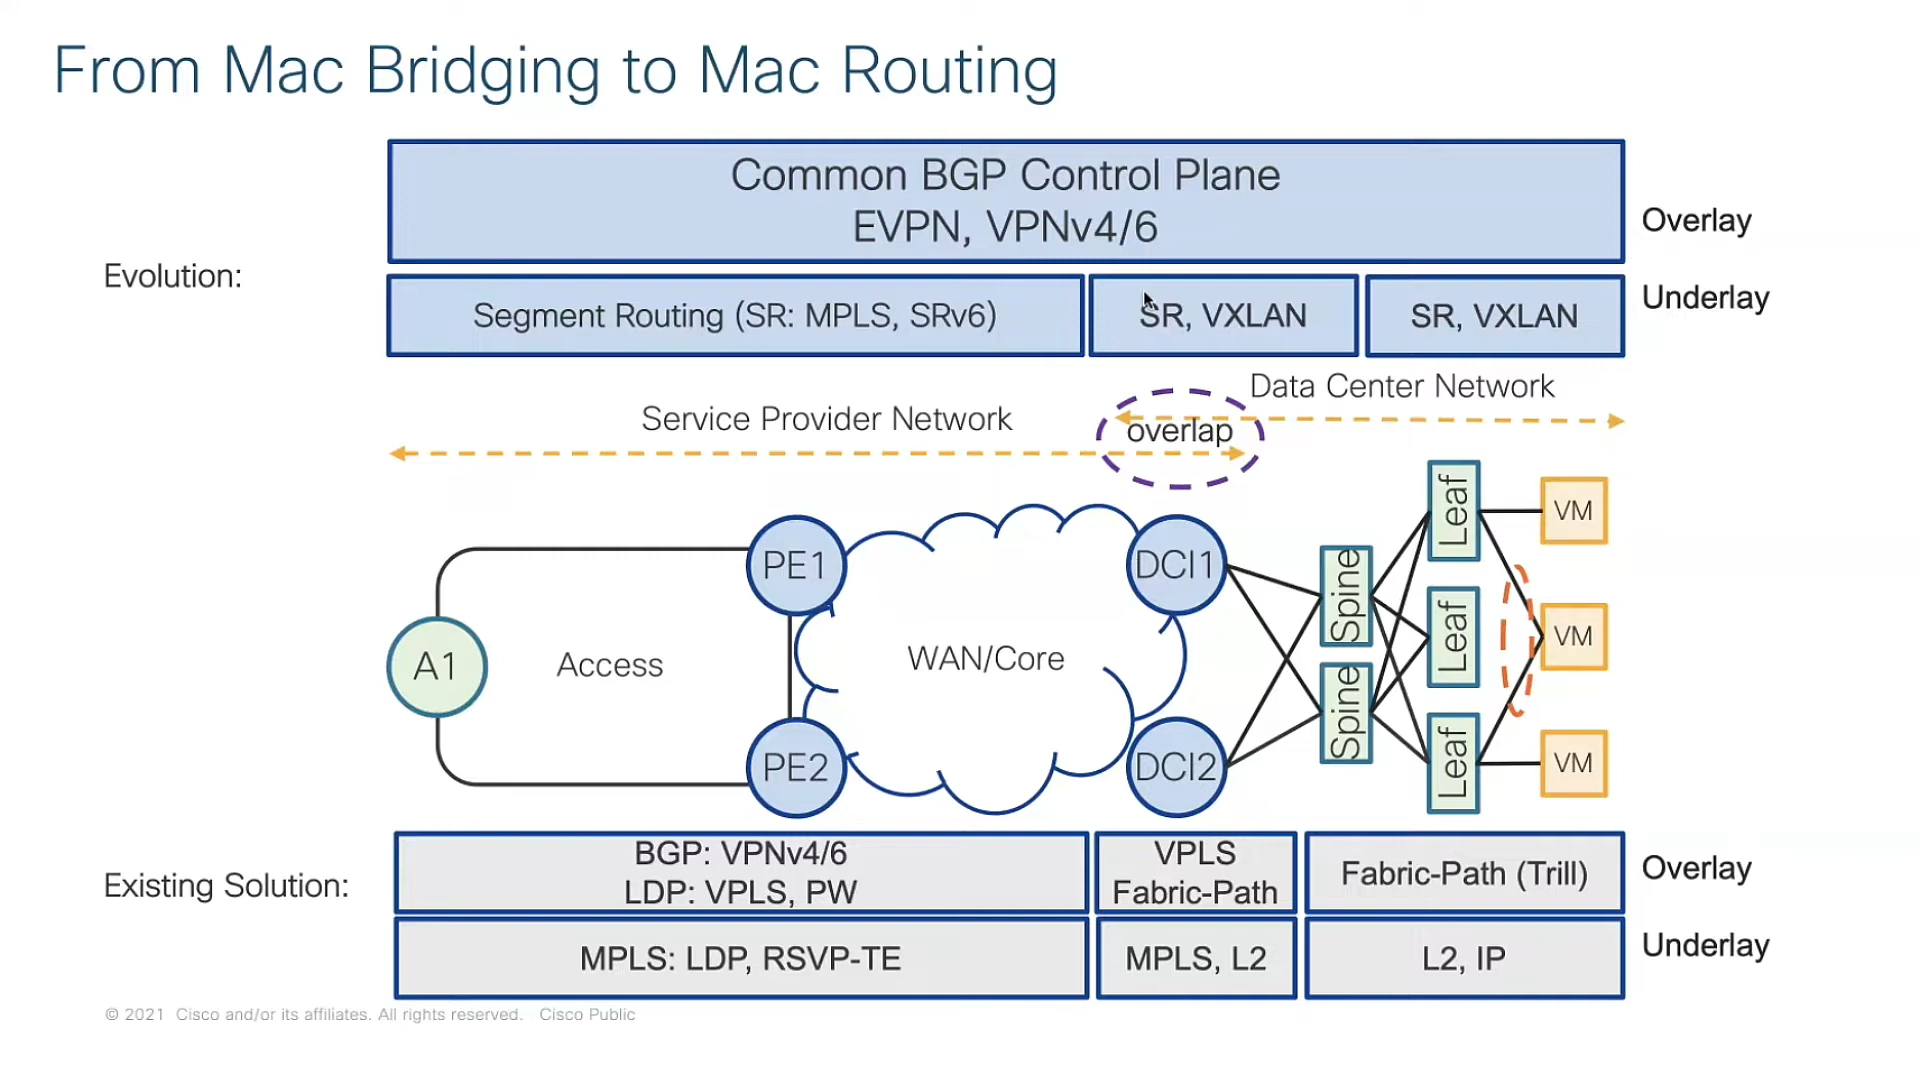 From Mac Bridging to Mac Routing
Common BGP Control Plane
EVPN, VPNv4/6
Overlay
Evolution:
Segment Routing (SR: MPLS, SRv6)
SR, VXLAN
SR, VXLAN
Underlay
Data Center Network
Service Provider Network
overlap
PE1
DCI1
Spine
Leaf
VM
A1
Access
WAN/Core
Leaf
VM
PE2
DCI2
Spine
Leaf
VM
Existing Solution:
BGP: VPNv4/6
LDP: VPLS, PW
VPLS
Fabric-Path
Fabric-Path (Trill)
Overlay
MPLS: LDP, RSVP-TE
MPLS, L2
L2, IP
Underlay
© 2021 Cisco and/or its affiliates. All rights reserved. Cisco Public